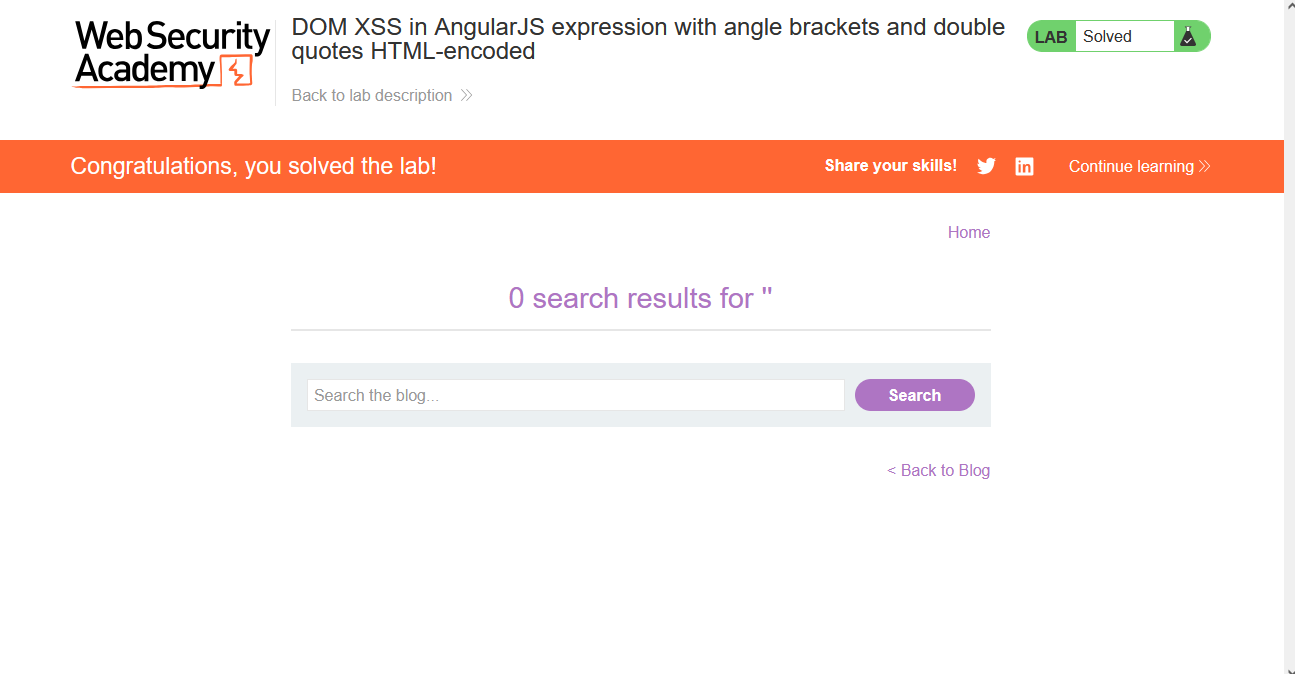 Web Security
Academy
DOM XSS in AngularJS expression with angle brackets and double
quotes HTML-encoded
Back to lab description
LAB Solved
Congratulations, you solved the lab!
Share your skills!
Continue learning
Home
0 search results for ''
Search the blog...
Search
< Back to Blog